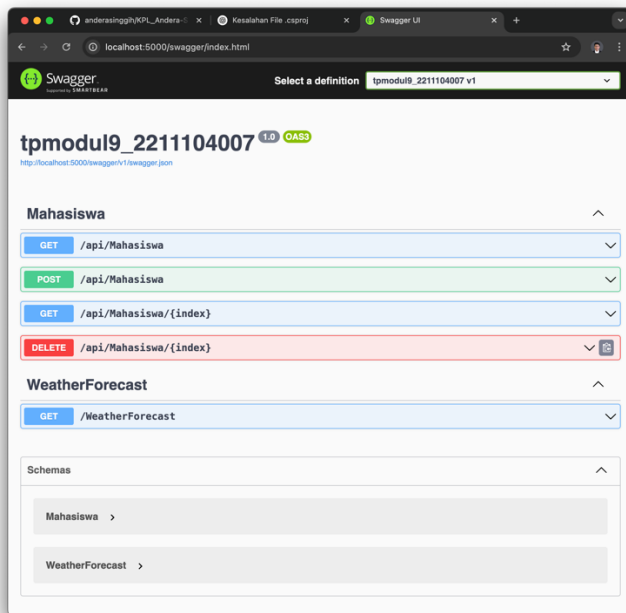 anderasinggih/KPL_Andera-S
Kesalahan File .csproj
Swagger UI
localhost:5000/swagger/index.html
Swagger.
Supported by SMARTBEAR
Select a definition
tpmodul9_2211104007 v1
tpmodul9_2211104007 1.0 OAS3
http://localhost:5000/swagger/v1/swagger.json
Mahasiswa
GET /api/Mahasiswa
POST /api/Mahasiswa
GET /api/Mahasiswa/{index}
DELETE /api/Mahasiswa/{index}
WeatherForecast
GET /WeatherForecast
Schemas
Mahasiswa
WeatherForecast